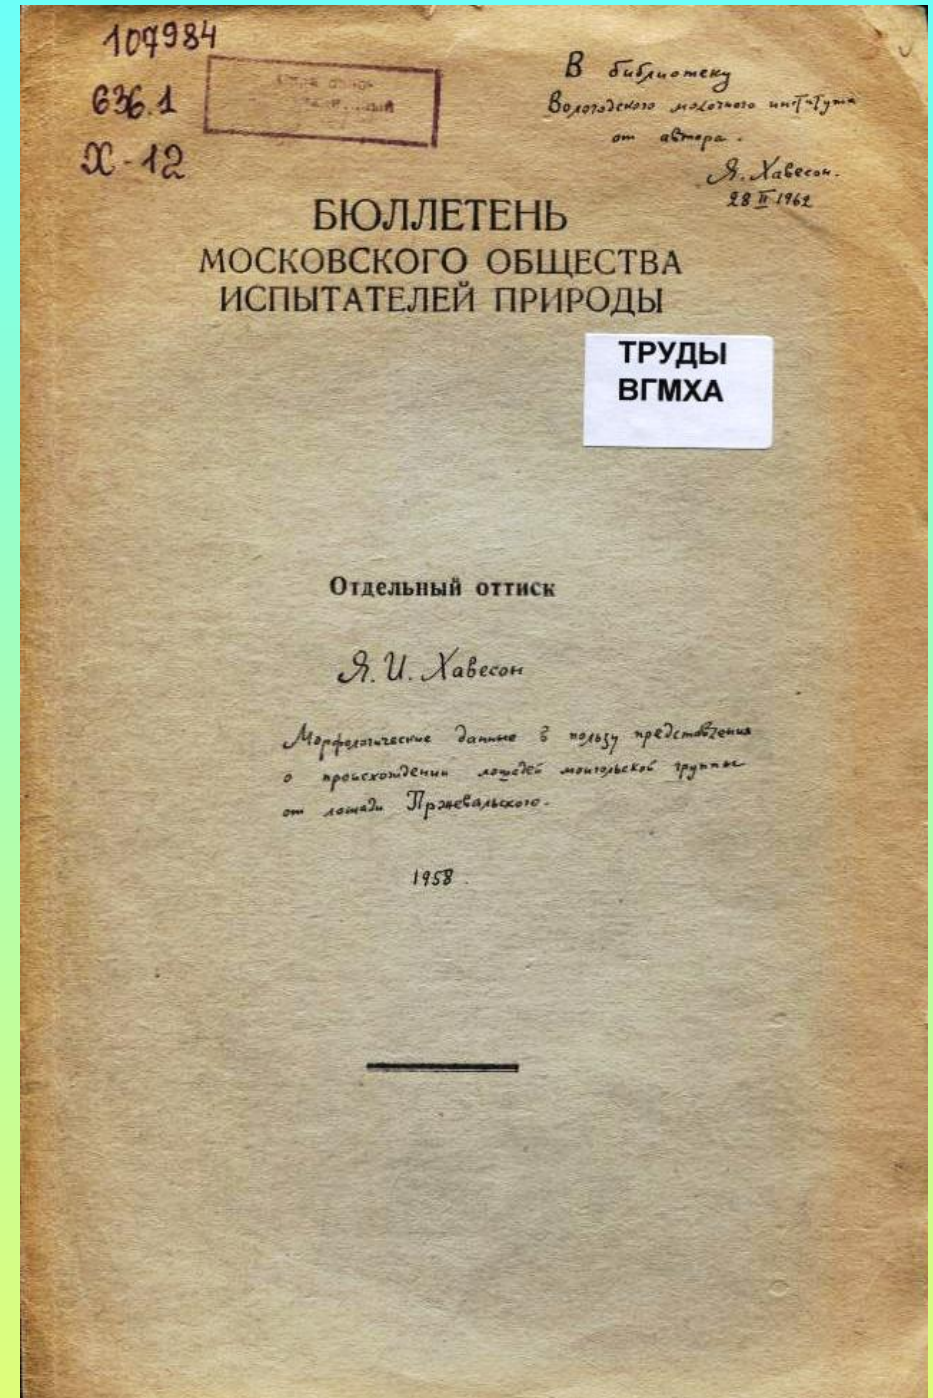 107984
636.1
Х-12
В библиотеку
Вологодского молочного института
от автора.
Я. Хавесон.
28 II 1962
БЮЛЛЕТЕНЬ
МОСКОВСКОГО ОБЩЕСТВА
ИСПЫТАТЕЛЕЙ ПРИРОДЫ
ТРУДЫ
ВГМХА
Отдельный оттиск
Я. И. Хавесон
Морфологические данные в пользу представления
о происхождении лошадей монгольской группы
от лошади Пржевальского.
1958.